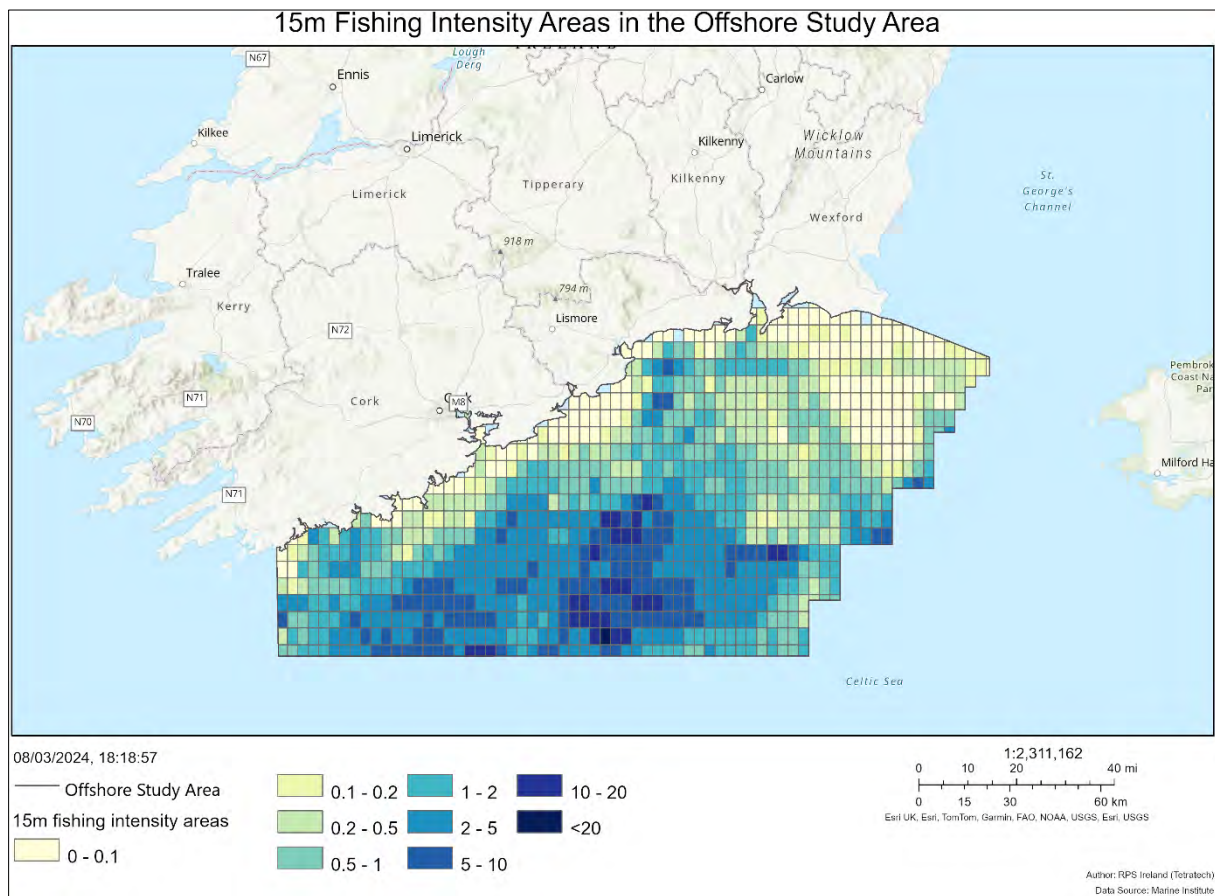 15m Fishing Intensity Areas in the Offshore Study Area
IRELAND
N67
Lough
Derg
Ennis
Carlow
Kilkee
Limerick
Kilkenny
Wicklow
Mountains
Limerick
Tipperary
Kilkenny
St.
George's
Channel
Wexford
918 m
Tralee
Kerry
794 m
Lismore
N72
N71
Cork
M8
N70
N71
Pembrok
Coast Na
Par
Milford Ha
Celtic Sea
08/03/2024, 18:18:57
Offshore Study Area
15m fishing intensity areas
0 - 0.1
0.1 - 0.2
0.2 - 0.5
0.5 - 1
1 - 2
2 - 5
5 - 10
10 - 20
<20
1:2,311,162
0 10 20 40 mi
0 15 30 60 km
Esri UK, Esri, TomTom, Garmin, FAO, NOAA, USGS, Esri, USGS
Author: RPS Ireland (Tetratech)
Data Source: Marine Institute